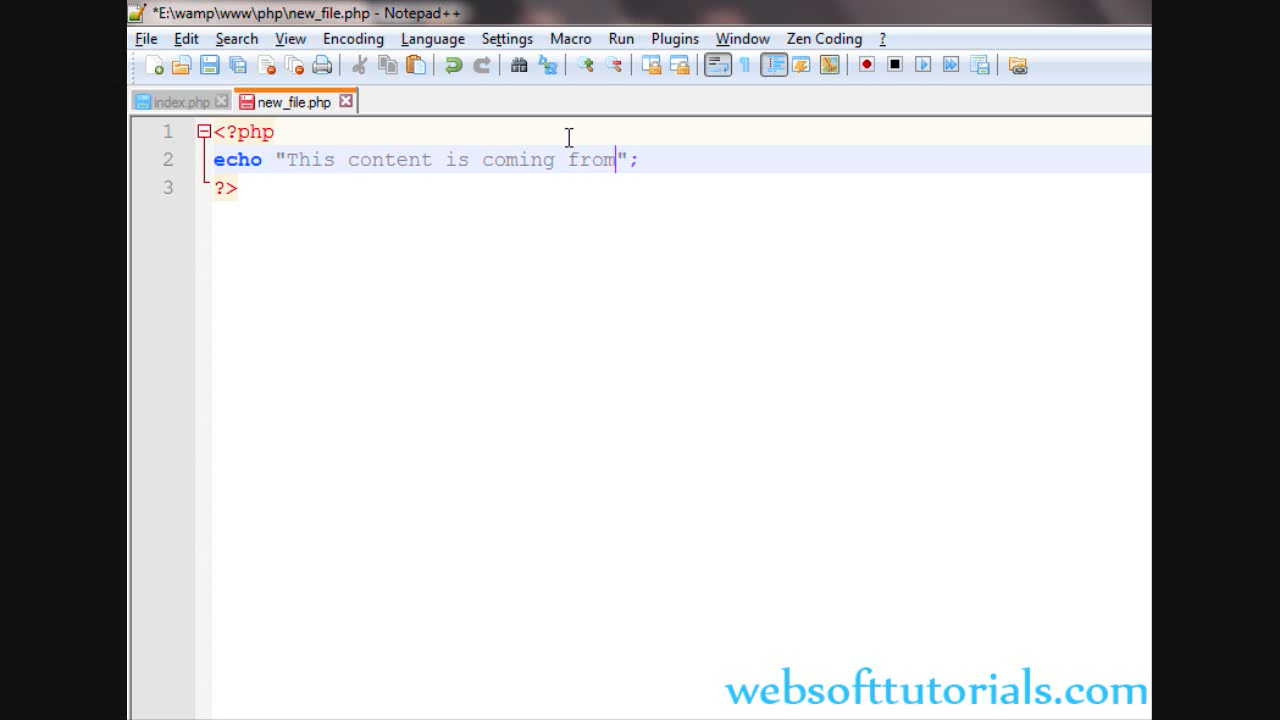 *E:\wamp\www\php\new_file.php - Notepad++
File Edit Search View Encoding Language Settings Macro Run Plugins Window Zen Coding ?
index.php new_file.php
1 <?php
2 echo "This content is coming from";
3 ?>
websofttutorials.com